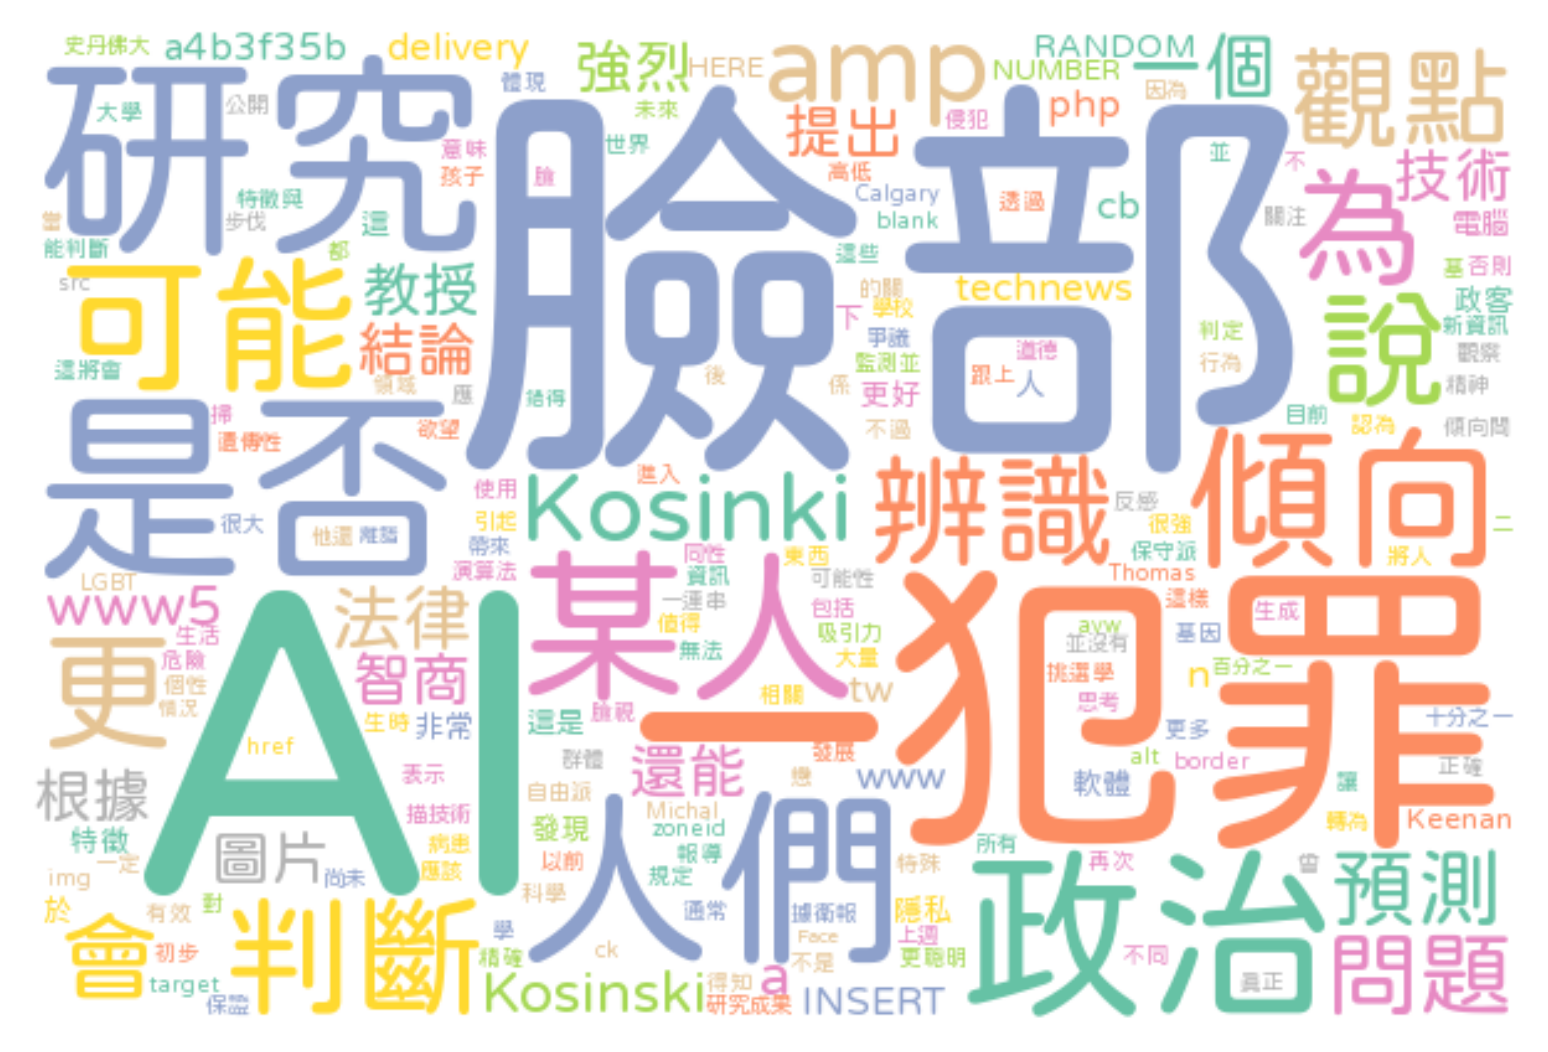 史丹佛大 a4b3f35b delivery 強烈 HERE amp RANDOM 一個 觀點
NUMBER
大學 公開 體現 未來 提出 侵犯 php 因為
研究 臉部
意味 孩子 臉 世界 高低 並 不 技術
特徵與 步伐 這 Calgary blank 透過 cb 關注 為 電腦
能判斷 都 這些 基 否則
src 可能 教授 的關 technews 政客
結論 下 學校 爭議 道德 判定 說 新資訊
這將會 領域 應 後 監測並 跟上 人 行為 觀察
猜得 係 更好 精神
掃 遺傳性 欲望 不過 目前 認為 傾向問
是否 進入 辨識 傾向
很大 使用 Kosinki 反感
他還 離譜 引起 很強 二
帶來 同性 東西 保守派 將人
LGBT 演算法 資訊 可能性 Thomas
www5 法律 某人 一連串 包括 這樣 犯罪 生成
生活 值得 吸引力 avw 基因
更 危險 AI 智商 無法 大量 並沒有 百分之一
個性 挑選學 n
情況 生時 非常 這是 臉視 相關 tw 思考 十分之一
href 一 更多
群體 還能 發展 alt border 正確
根據 表示 自由派 戀 www 軟體 讓
描技術 Michal 轉為 Keenan
特徵 圖片 病患 發現 zoneid 所有
一定 以前 人們 報導 特殊 再次 曾 預測
img 尚未 應該 科學 規定 政治
於 有效 對 通常 據衛報 隱私
會 初步 判斷 學 ck Face 上週
精確 不是 更聰明 不同 問題
target 得知 a 真正
保證 Kosinski 研究成果 INSERT